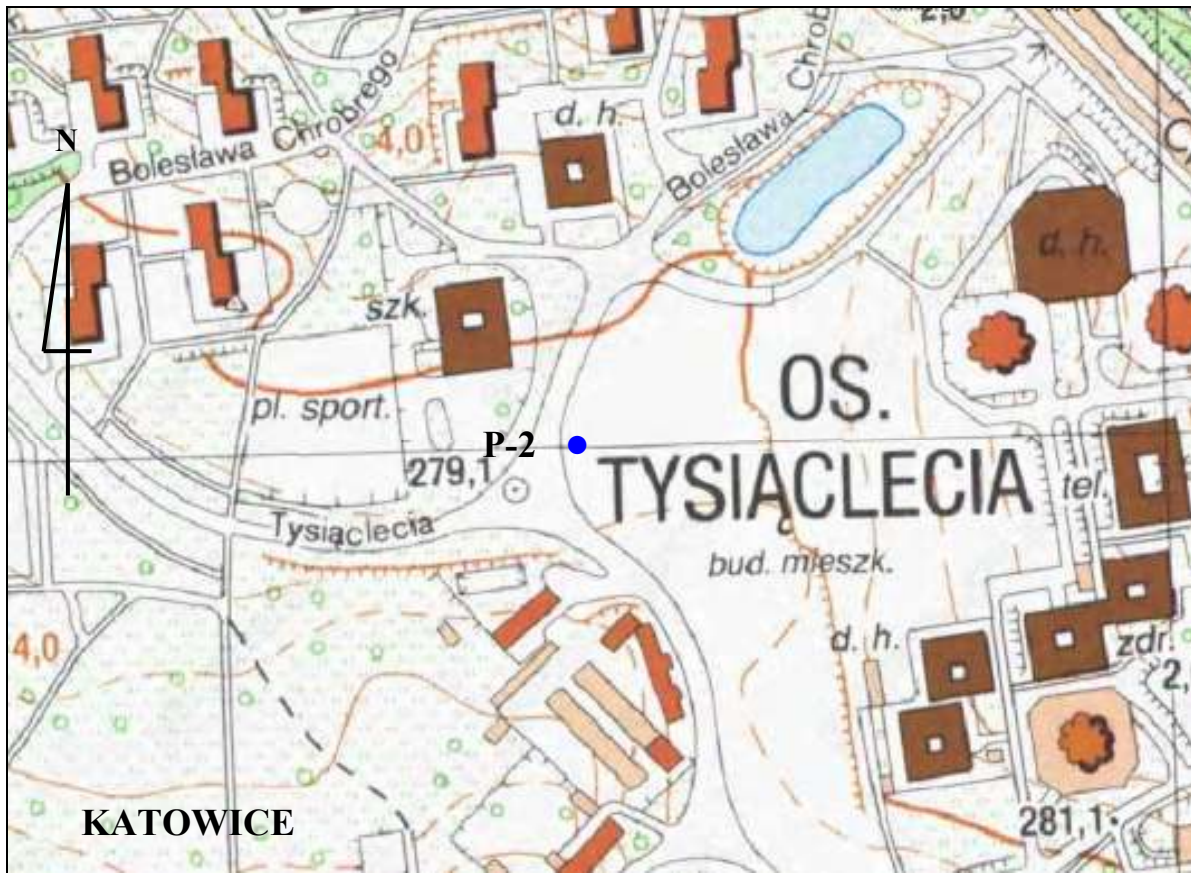 d. h.
N
4,0
Bolesława Chrobrego
Bolesława Chrob
d. h.
szk.
OS.
pl. sport.
P-2
279,1
TYSIĄCLECIA
tel.
Tysiąclecia
bud. mieszk.
4,0
d. h.
zdr.
2,
KATOWICE
281,1